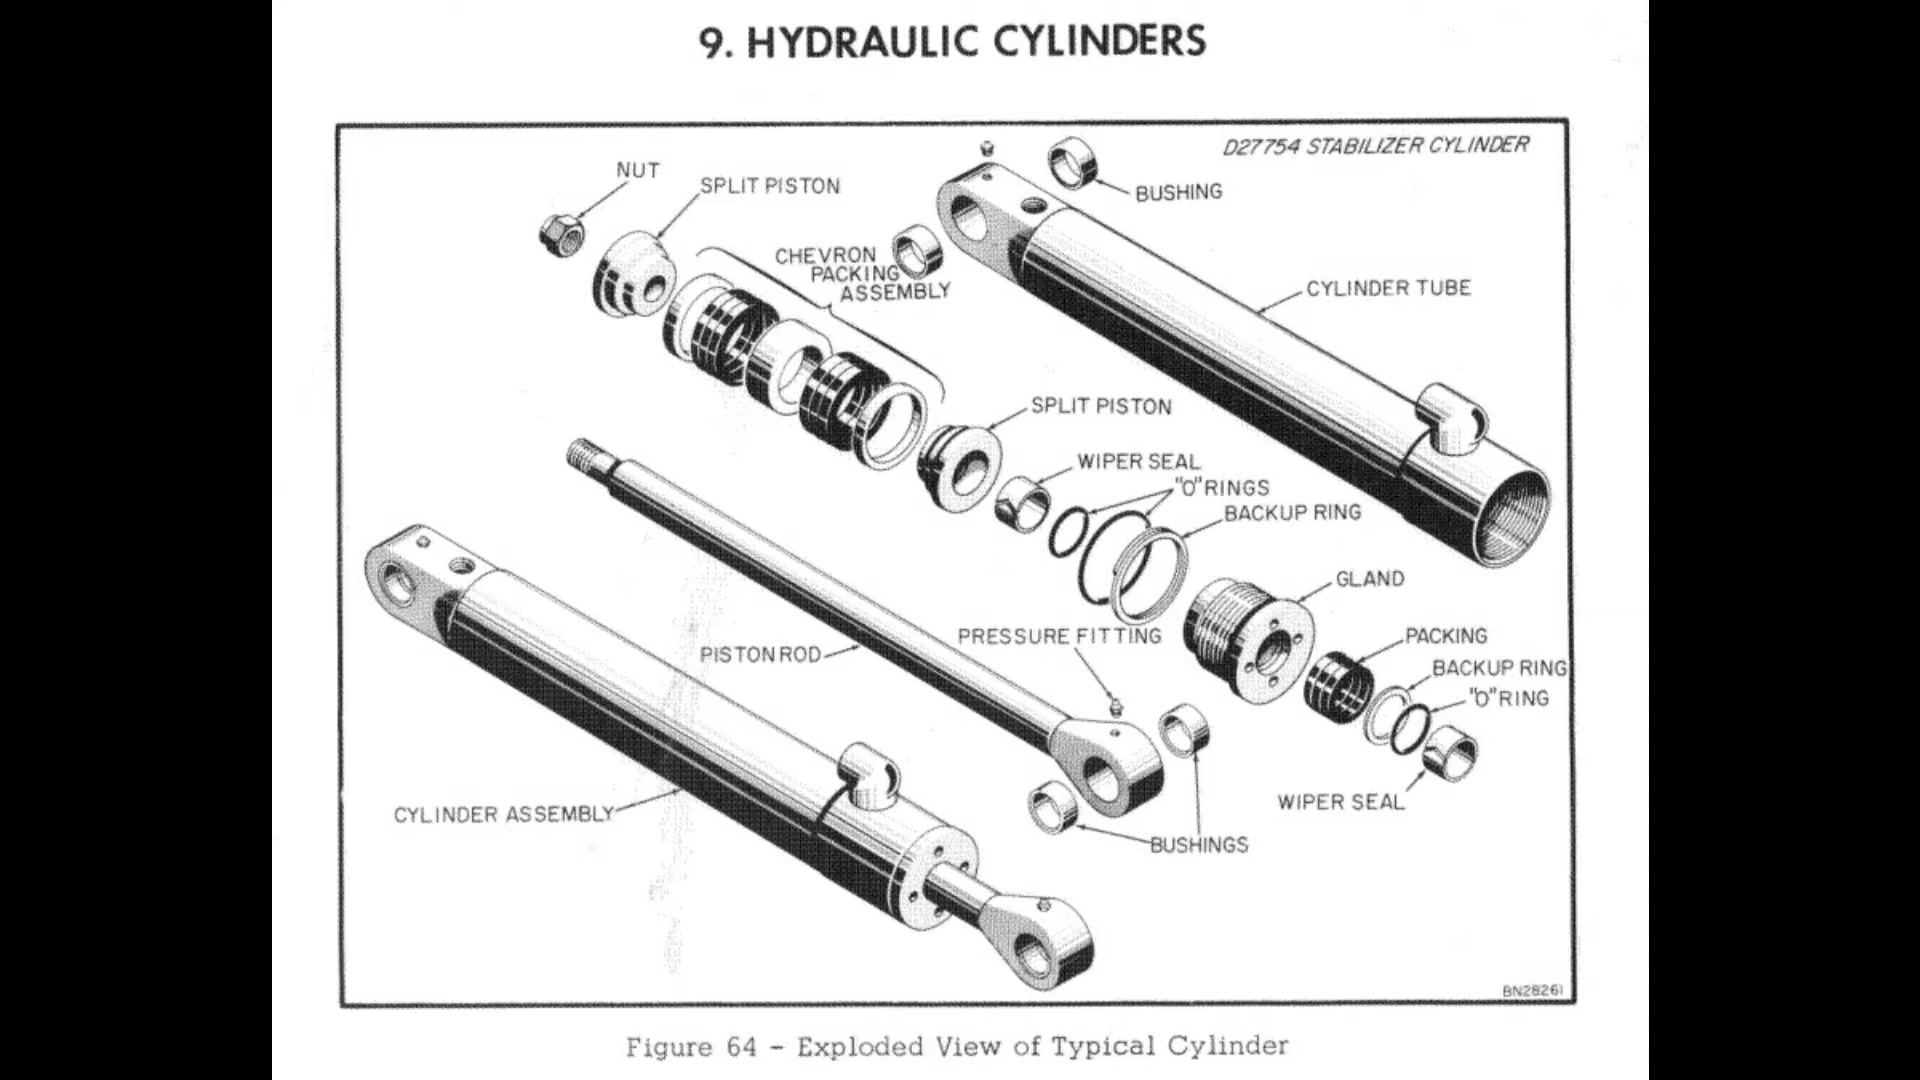 9. HYDRAULIC CYLINDERS
D27754 STABILIZER CYLINDER
NUT
SPLIT PISTON
BUSHING
CHEVRON
PACKING
ASSEMBLY
CYLINDER TUBE
SPLIT PISTON
WIPER SEAL
"O" RINGS
BACKUP RING
GLAND
PRESSURE FITTING
PACKING
PISTON ROD
BACKUP RING
"O" RING
WIPER SEAL
CYLINDER ASSEMBLY
BUSHINGS
BN28261
Figure 64 - Exploded View of Typical Cylinder